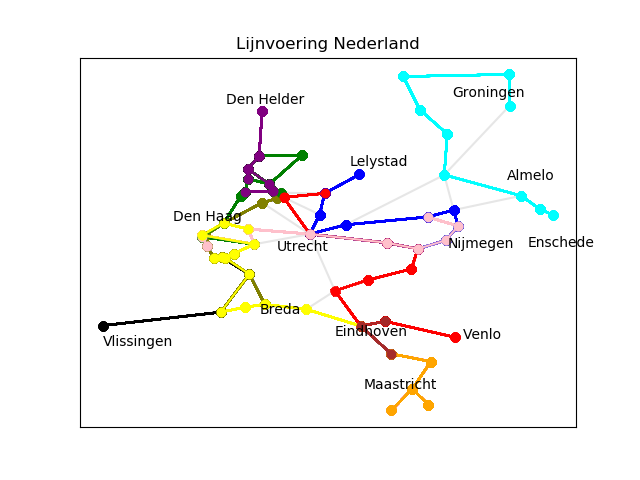 Lijnvoering Nederland
Groningen
Den Helder
Lelystad
Almelo
Den Haag
Utrecht
Nijmegen
Enschede
Breda
Vlissingen
Eindhoven
Venlo
Maastricht